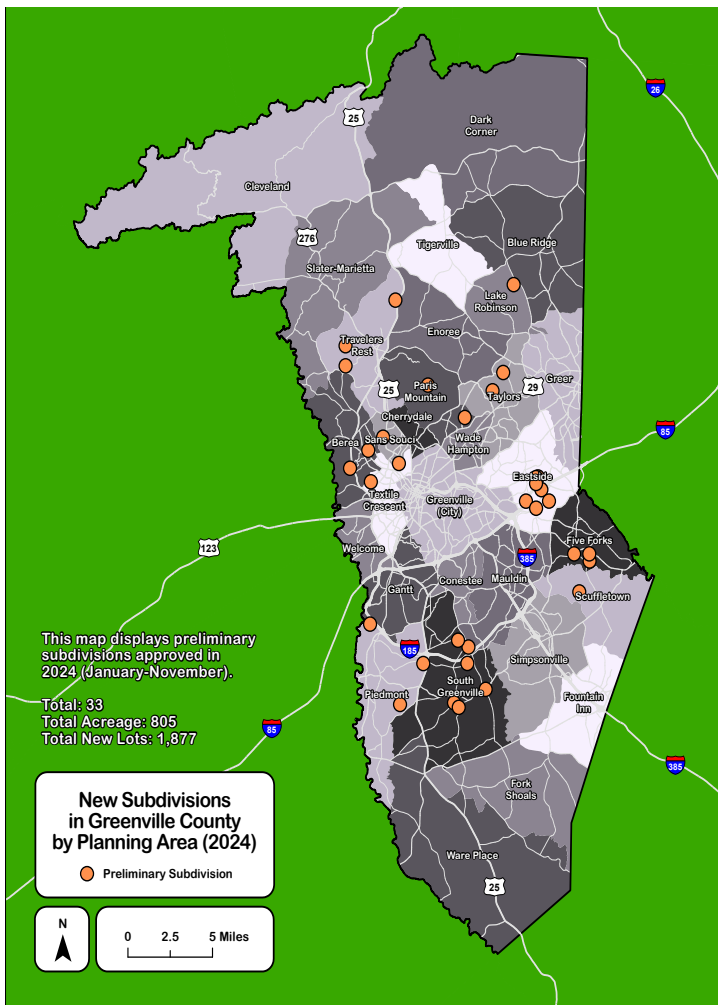 26
25
Dark
Corner
Cleveland
276
Tigerville
Blue Ridge
Slater-Marietta
Lake
Robinson
Enoree
Travelers
Rest
25
Paris
Mountain
29
Greer
Taylors
Cherrydale
Berea
Sans Souci
Wade
Hampton
85
Eastside
Textile
Crescent
Greenville
(City)
123
Welcome
Five Forks
385
Gantt
Conestee
Mauldin
Scuffletown
This map displays preliminary
subdivisions approved in
2024 (January-November).
Total: 33
Total Acreage: 805
Total New Lots: 1,877
185
Simpsonville
Piedmont
South
Greenville
Fountain
Inn
85
385
Fork
Shoals
Ware Place
25
New Subdivisions
in Greenville County
by Planning Area (2024)
Preliminary Subdivision
N
0 2.5 5 Miles